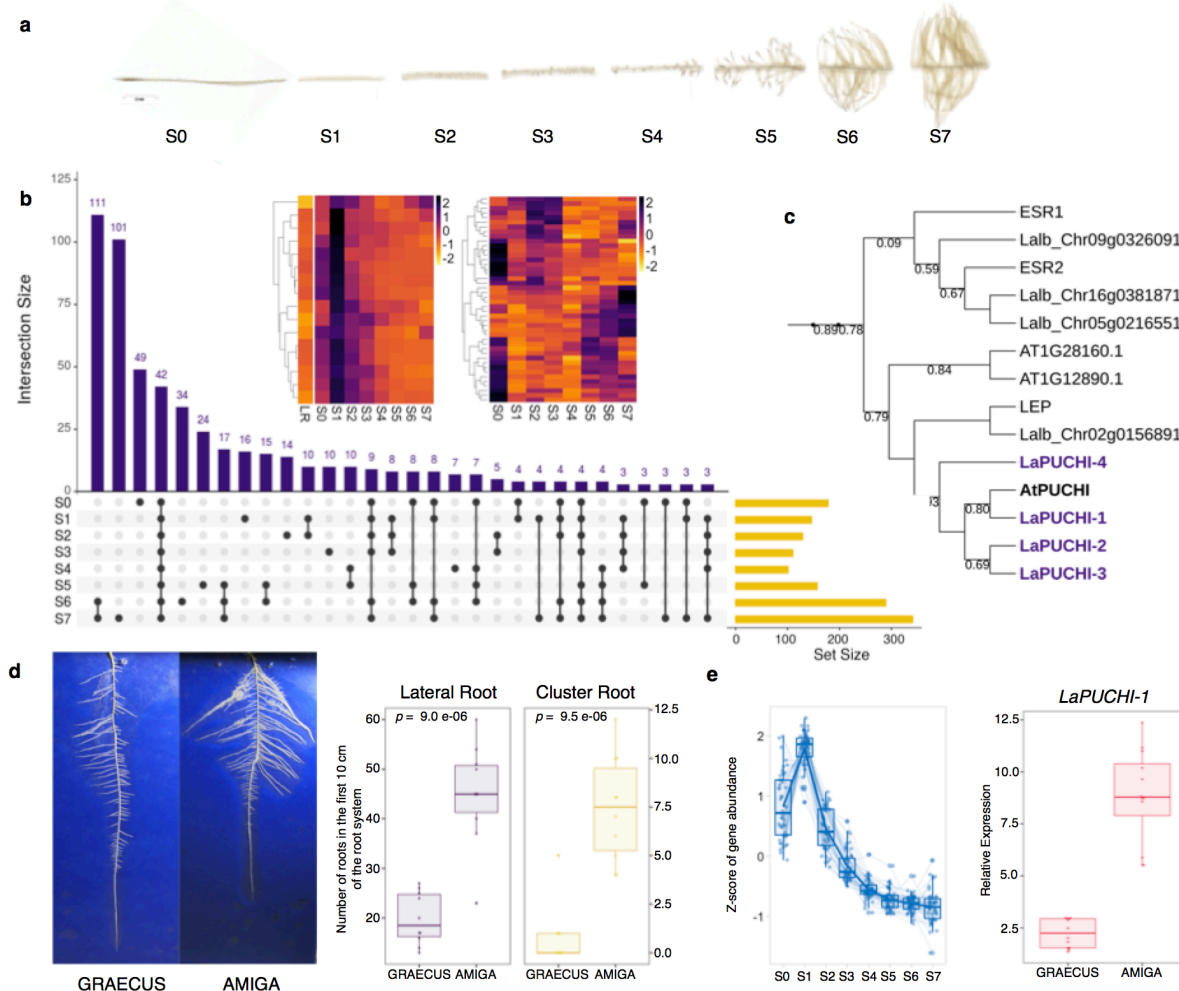 a
S0 S1 S2 S3 S4 S5 S6 S7
b
Intersection Size
125
100
75
50
25
0
111 101 49 42 34 24 17 16 15 14 10 10 10 9 8 8 8 7 7 5 4 4 4 4 4 3 3 3 3 3
2
1
0
-1
-2
LR S0 S1 S2 S3 S4 S5 S6 S7
2
1
0
-1
-2
S0 S1 S2 S3 S4 S5 S6 S7
S0
S1
S2
S3
S4
S5
S6
S7
0 100 200 300
Set Size
c
ESR1
Lalb_Chr09g0326091
ESR2
Lalb_Chr16g0381871
Lalb_Chr05g0216551
AT1G28160.1
AT1G12890.1
LEP
Lalb_Chr02g0156891
LaPUCHI-4
AtPUCHI
LaPUCHI-1
LaPUCHI-2
LaPUCHI-3
0.89 0.78
0.09
0.59
0.67
0.84
0.79
0.80
0.69
d
GRAECUS AMIGA
Number of roots in the first 10 cm
of the root system
Lateral Root
p = 9.0 e-06
60
50
40
30
20
GRAECUS AMIGA
Cluster Root
p = 9.5 e-06
12.5
10.0
7.5
5.0
2.5
0.0
GRAECUS AMIGA
e
Z-score of gene abundance
2
1
0
-1
S0 S1 S2 S3 S4 S5 S6 S7
LaPUCHI-1
Relative Expression
12.5
10.0
7.5
5.0
2.5
GRAECUS AMIGA